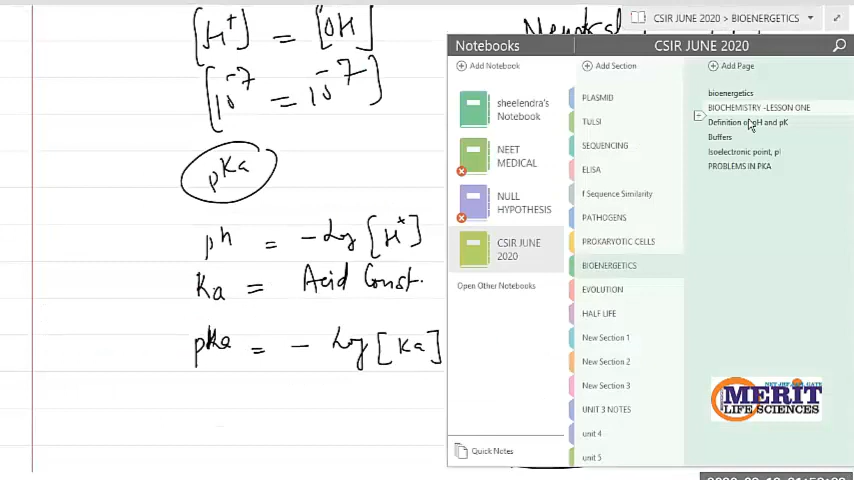 [H+] = [OH]
Neutral
[10-7 = 10-7]
pKa
pH = -Log [H+]
Ka = Acid Const.
pKa = - Log [Ka]
CSIR JUNE 2020 > BIOENERGETICS
Notebooks
CSIR JUNE 2020
Add Notebook
sheelendra's
Notebook
NEET
MEDICAL
NULL
HYPOTHESIS
CSIR JUNE
2020
Open Other Notebooks
Quick Notes
Add Section
PLASMID
TULSI
SEQUENCING
ELISA
f Sequence Similarity
PATHOGENS
PROKARYOTIC CELLS
BIOENERGETICS
EVOLUTION
HALF LIFE
New Section 1
New Section 2
New Section 3
UNIT 3 NOTES
unit 4
unit 5
Add Page
bioenergetics
BIOCHEMISTRY -LESSON ONE
Definition of pH and pK
Buffers
Isoelectronic point, pI
PROBLEMS IN PKA
MERIT
LIFE SCIENCES